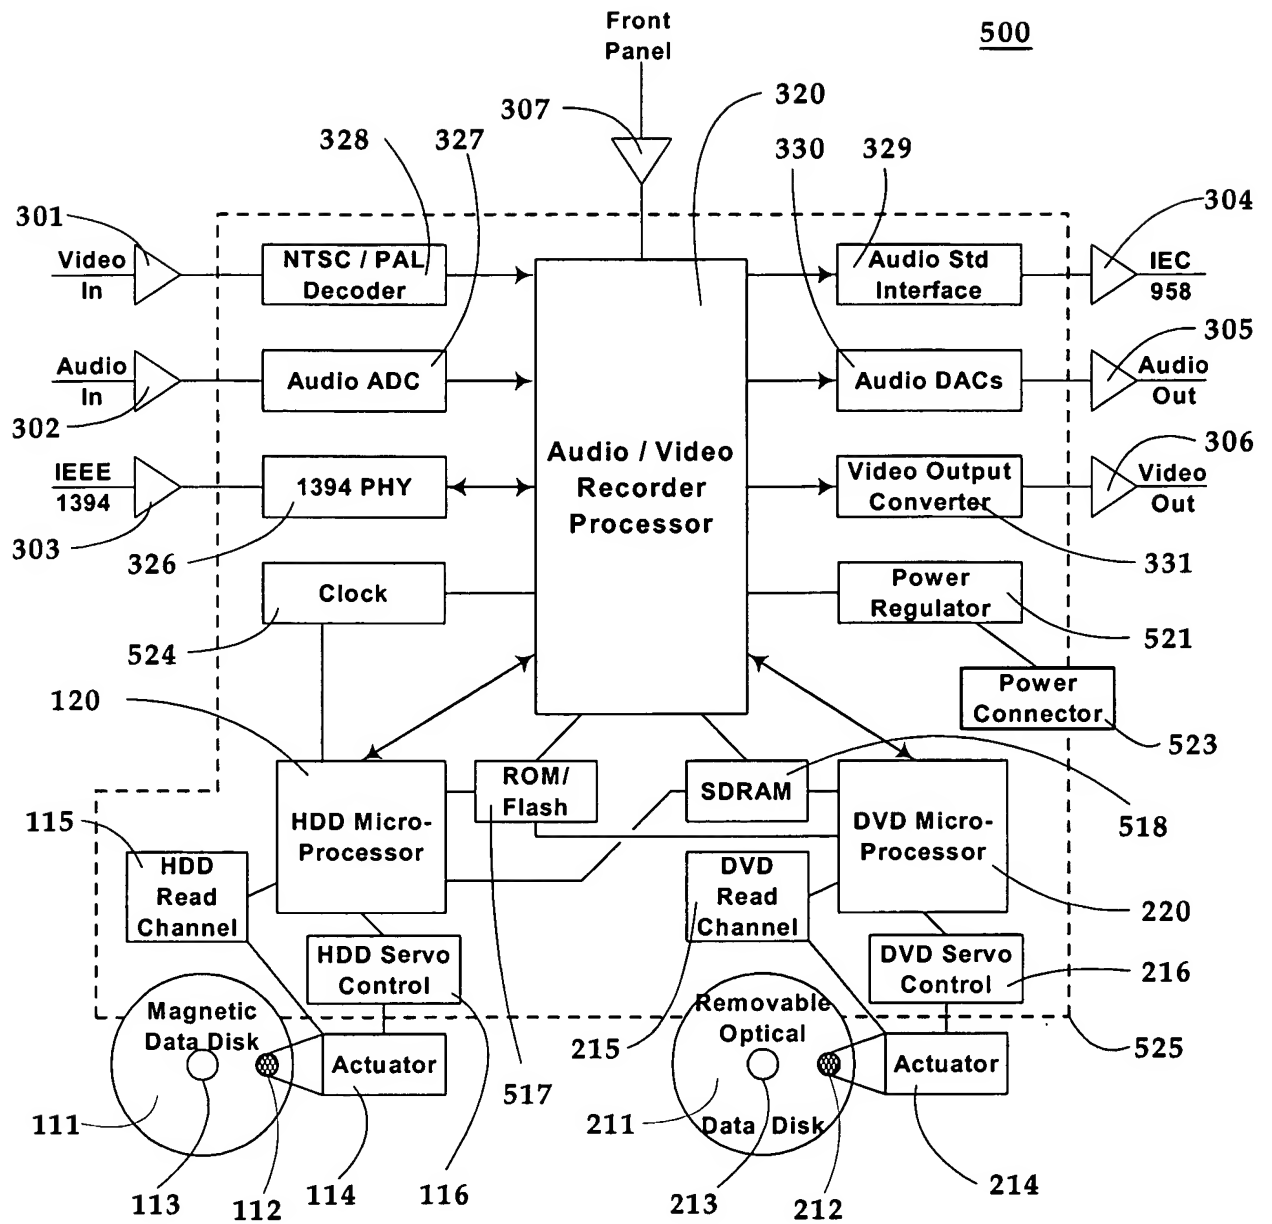 Front
Panel
500
307
320
328
327
330
329
301
304
Video
In
NTSC / PAL
Decoder
Audio Std
Interface
IEC
958
305
Audio
In
Audio ADC
Audio DACs
Audio
Out
302
306
IEEE
1394
1394 PHY
Audio / Video
Recorder
Processor
Video Output
Converter
Video
Out
303
326
331
Clock
Power
Regulator
524
521
120
Power
Connector
523
ROM/
Flash
SDRAM
115
HDD Micro-
Processor
DVD Micro-
Processor
518
HDD
Read
Channel
DVD
Read
Channel
220
HDD Servo
Control
DVD Servo
Control
216
Magnetic
Data Disk
Removable
Optical
215
525
Actuator
Actuator
517
111
211
Data Disk
113
112
114
116
213
212
214